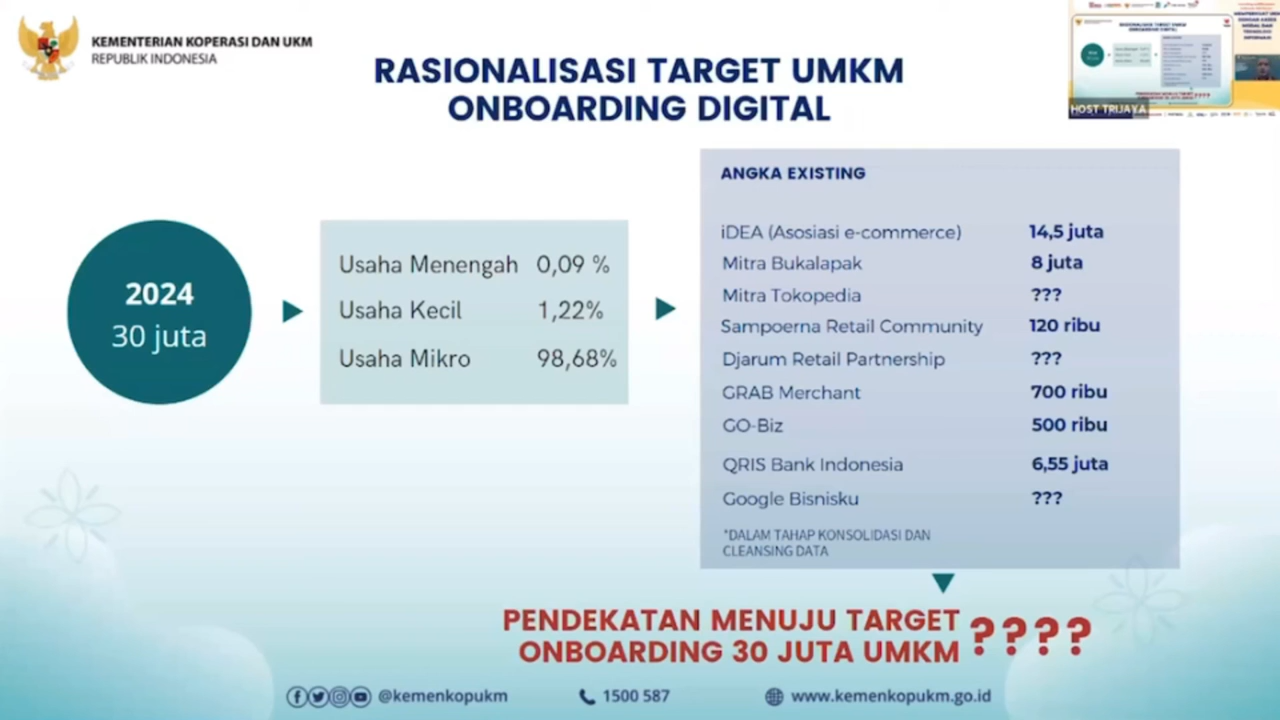 KEMENTERIAN KOPERASI DAN UKM
REPUBLIK INDONESIA
RASIONALISASI TARGET UMKM
ONBOARDING DIGITAL
HOST TRIJAYA
2024
30 juta
Usaha Menengah 0,09 %
Usaha Kecil 1,22%
Usaha Mikro 98,68%
ANGKA EXISTING
iDEA (Asosiasi e-commerce) 14,5 juta
Mitra Bukalapak 8 juta
Mitra Tokopedia ???
Sampoerna Retail Community 120 ribu
Djarum Retail Partnership ???
GRAB Merchant 700 ribu
GO-Biz 500 ribu
QRIS Bank Indonesia 6,55 juta
Google Bisnisku ???
*DALAM TAHAP KONSOLIDASI DAN
CLEANSING DATA
PENDEKATAN MENUJU TARGET
ONBOARDING 30 JUTA UMKM ????
@kemenkopukm 1500 587 www.kemenkopukm.go.id